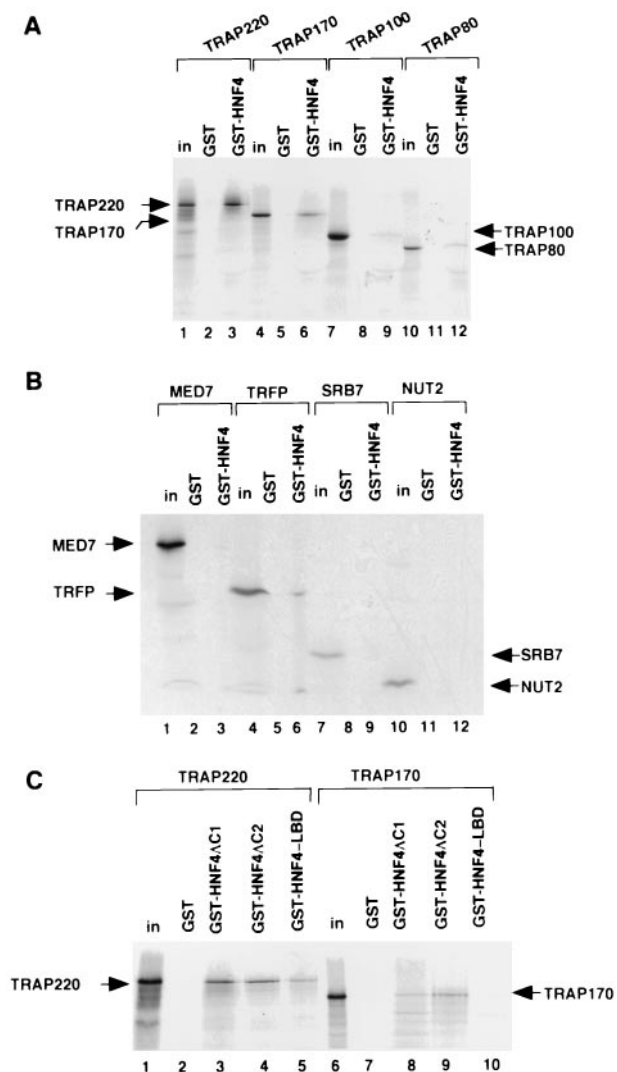 A
TRAP220 TRAP170 TRAP100 TRAP80
in GST GST-HNF4 in GST GST-HNF4 in GST GST-HNF4 in GST GST-HNF4
TRAP220
TRAP170
TRAP100
TRAP80
1 2 3 4 5 6 7 8 9 10 11 12
B
MED7 TRFP SRB7 NUT2
in GST GST-HNF4 in GST GST-HNF4 in GST GST-HNF4 in GST GST-HNF4
MED7
TRFP
SRB7
NUT2
1 2 3 4 5 6 7 8 9 10 11 12
C
TRAP220 TRAP170
in GST GST-HNF4ΔC1 GST-HNF4ΔC2 GST-HNF4-LBD in GST GST-HNF4ΔC1 GST-HNF4ΔC2 GST-HNF4-LBD
TRAP220
TRAP170
1 2 3 4 5 6 7 8 9 10